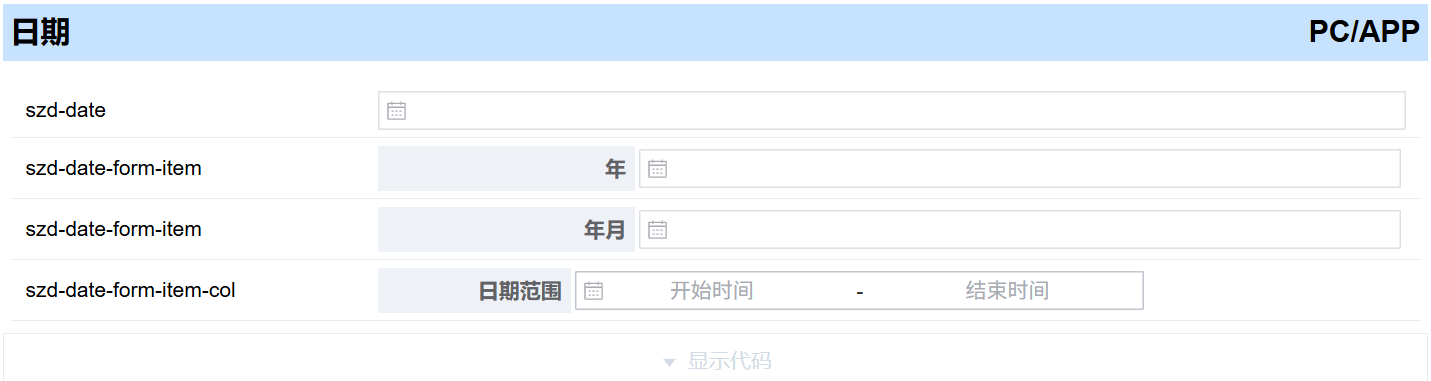 日期 PC/APP
szd-date
szd-date-form-item 年
szd-date-form-item 年月
szd-date-form-item-col 日期范围 开始时间 - 结束时间
显示代码